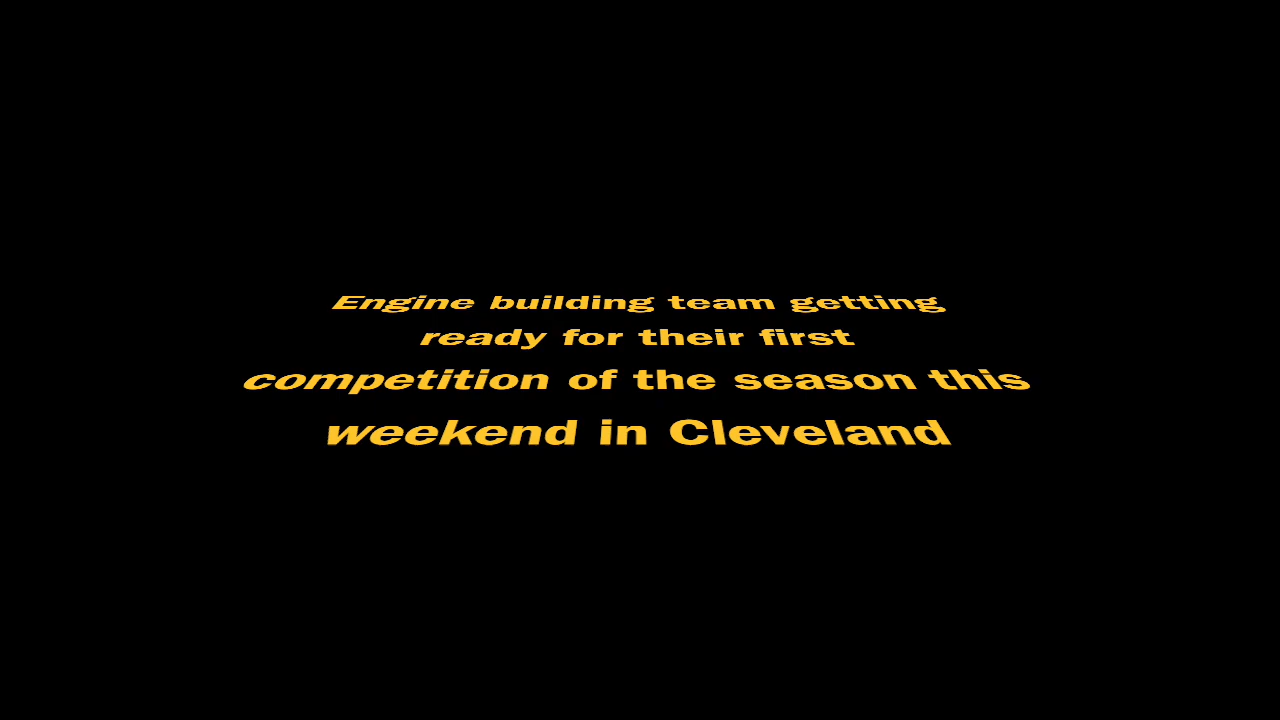 Engine building team getting
ready for their first
competition of the season this
weekend in Cleveland